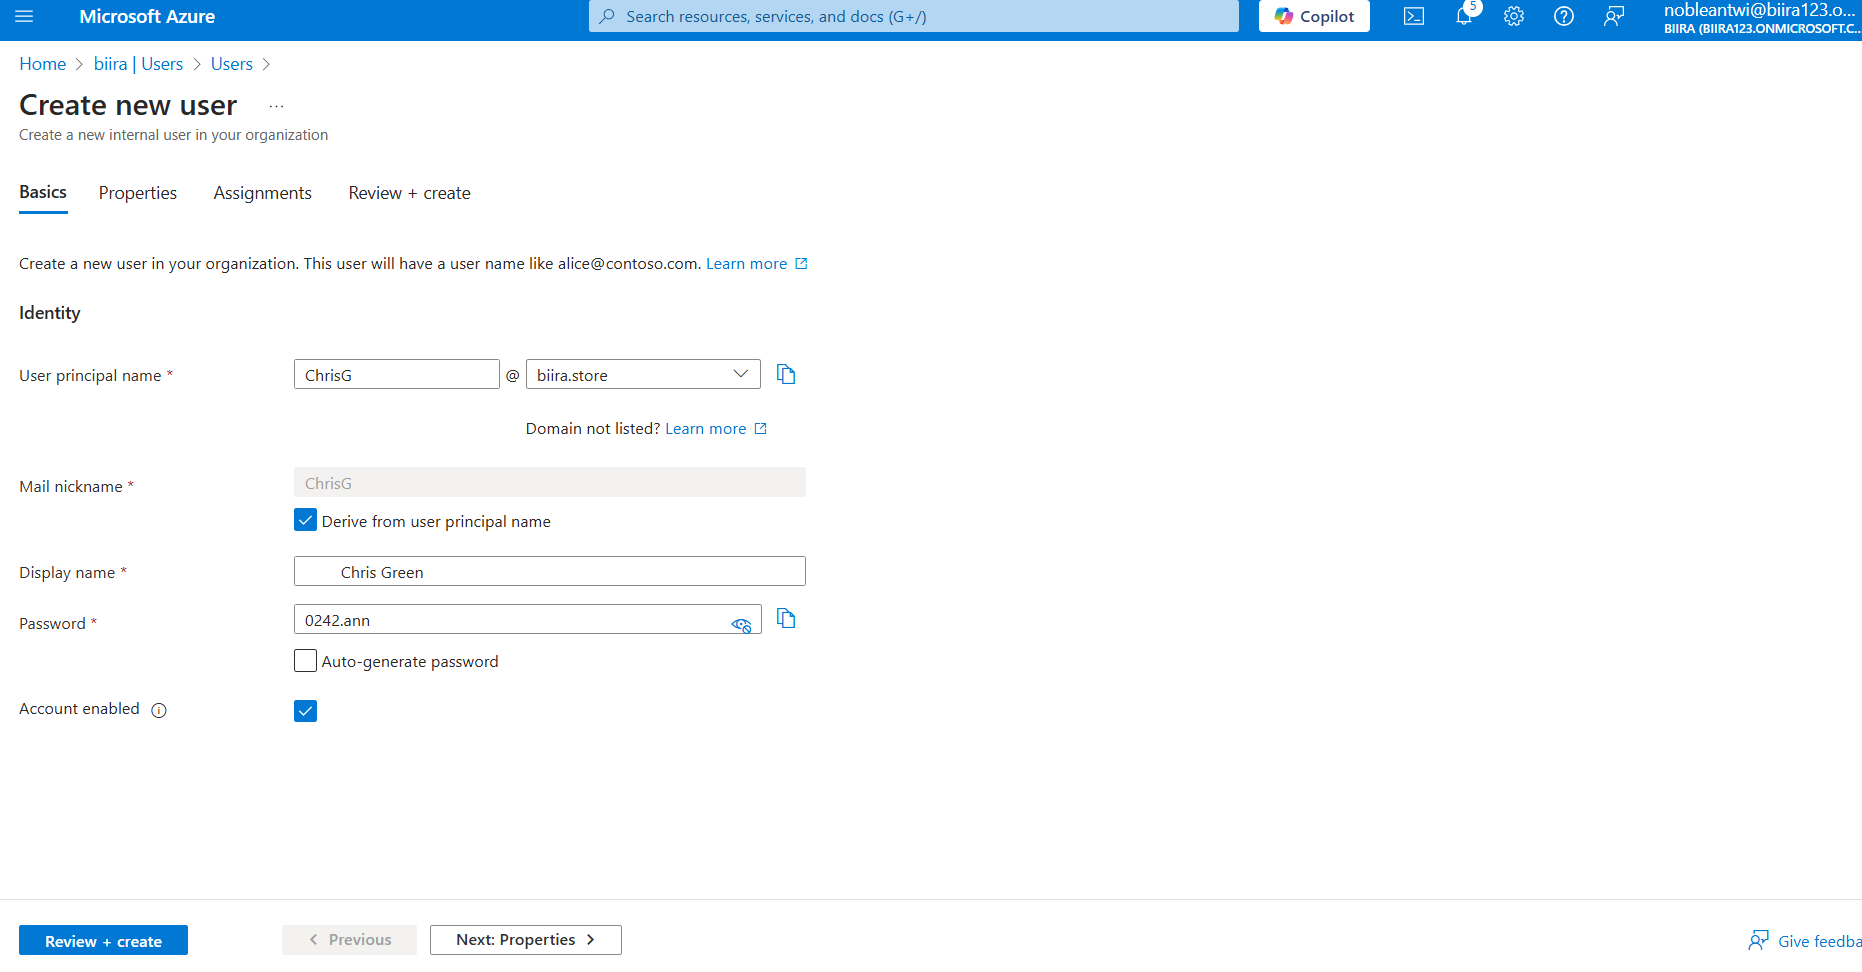 Microsoft Azure
Search resources, services, and docs (G+/)
Copilot
5
nobleantwi@biira123.o...
BIIRA (BIIRA123.ONMICROSOFT.C...
Home > biira | Users > Users >
Create new user ...
Create a new internal user in your organization
Basics Properties Assignments Review + create
Create a new user in your organization. This user will have a user name like alice@contoso.com. Learn more
Identity
User principal name * ChrisG @ biira.store
Domain not listed? Learn more
Mail nickname * ChrisG
Derive from user principal name
Display name * Chris Green
Password * 0242.ann
Auto-generate password
Account enabled
Review + create < Previous Next: Properties > Give feedba